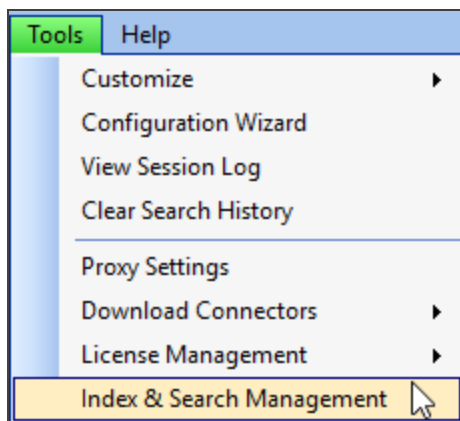 Tools Help
Customize
Configuration Wizard
View Session Log
Clear Search History
Proxy Settings
Download Connectors
License Management
Index & Search Management